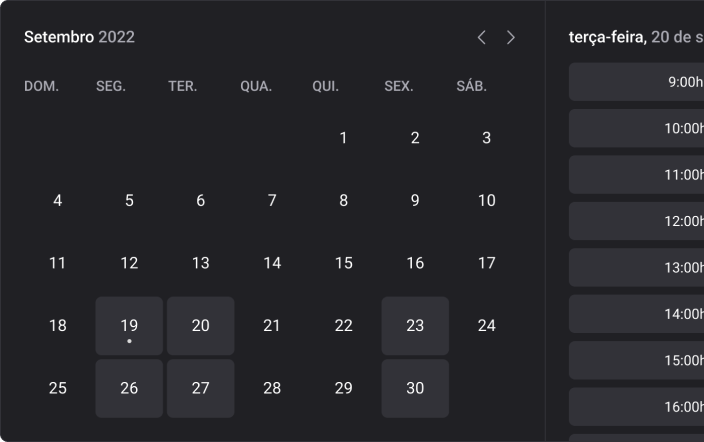 Setembro 2022
DOM. SEG. TER. QUA. QUI. SEX. SÁB.
1 2 3
4 5 6 7 8 9 10
11 12 13 14 15 16 17
18 19 20 21 22 23 24
25 26 27 28 29 30
terça-feira, 20 de s
9:00h
10:00h
11:00h
12:00h
13:00h
14:00h
15:00h
16:00h